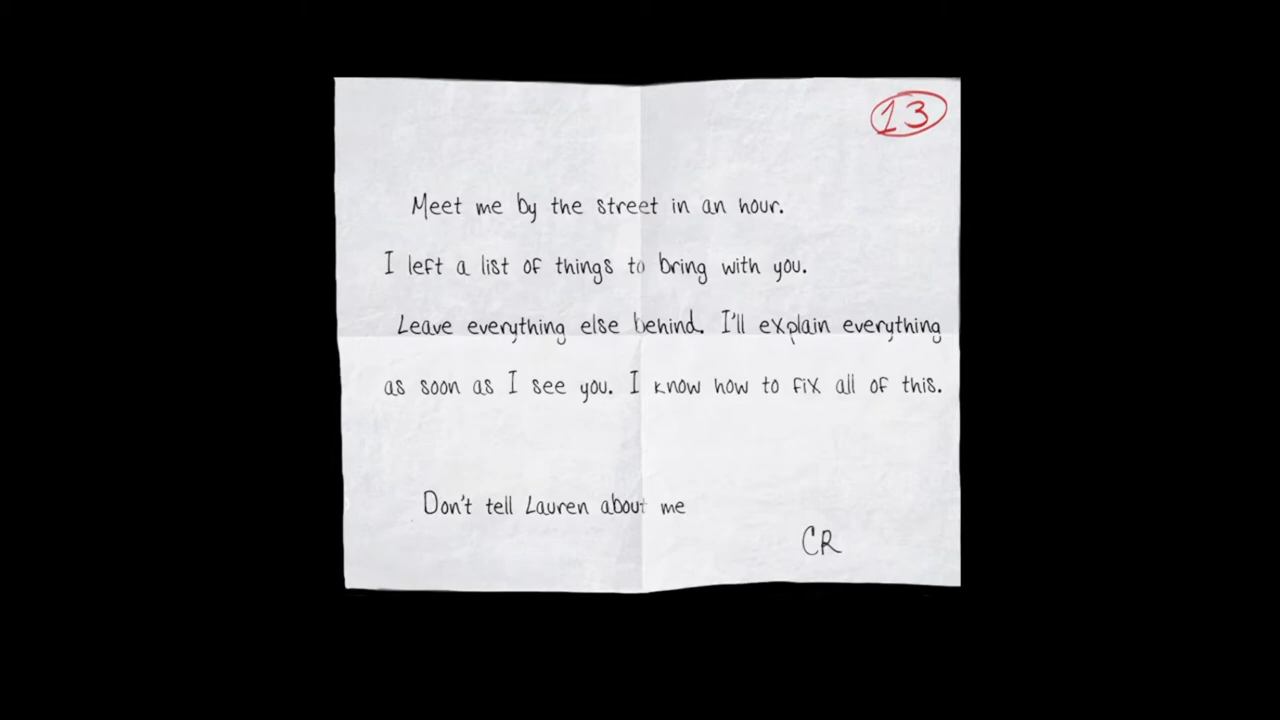 13
Meet me by the street in an hour.
I left a list of things to bring with you.
Leave everything else behind. I'll explain everything
as soon as I see you. I know how to fix all of this.
Don't tell Lauren about me
CR